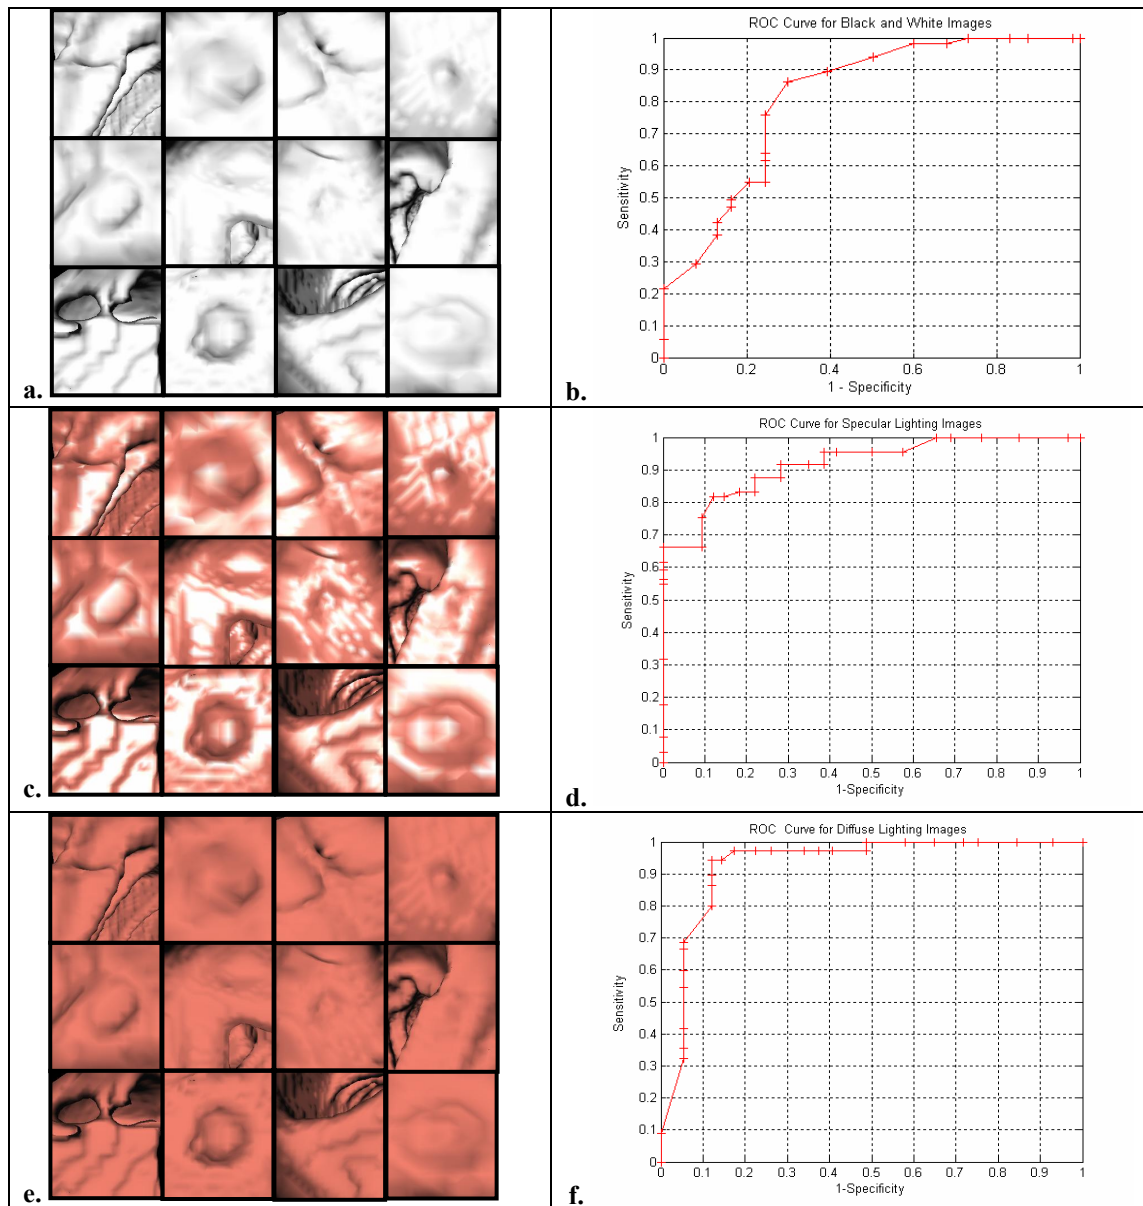 a.
ROC Curve for Black and White Images
1
0.9
0.8
0.7
0.6
0.5
0.4
0.3
0.2
0.1
0
Sensitivity
0 0.2 0.4 0.6 0.8 1
1 - Specificity
b.
c.
ROC Curve for Specular Lighting Images
1
0.9
0.8
0.7
0.6
0.5
0.4
0.3
0.2
0.1
0
Sensitivity
0 0.1 0.2 0.3 0.4 0.5 0.6 0.7 0.8 0.9 1
1-Specificity
d.
e.
ROC Curve for Diffuse Lighting Images
1
0.9
0.8
0.7
0.6
0.5
0.4
0.3
0.2
0.1
0
Sensitivity
0 0.1 0.2 0.3 0.4 0.5 0.6 0.7 0.8 0.9 1
1-Specificity
f.